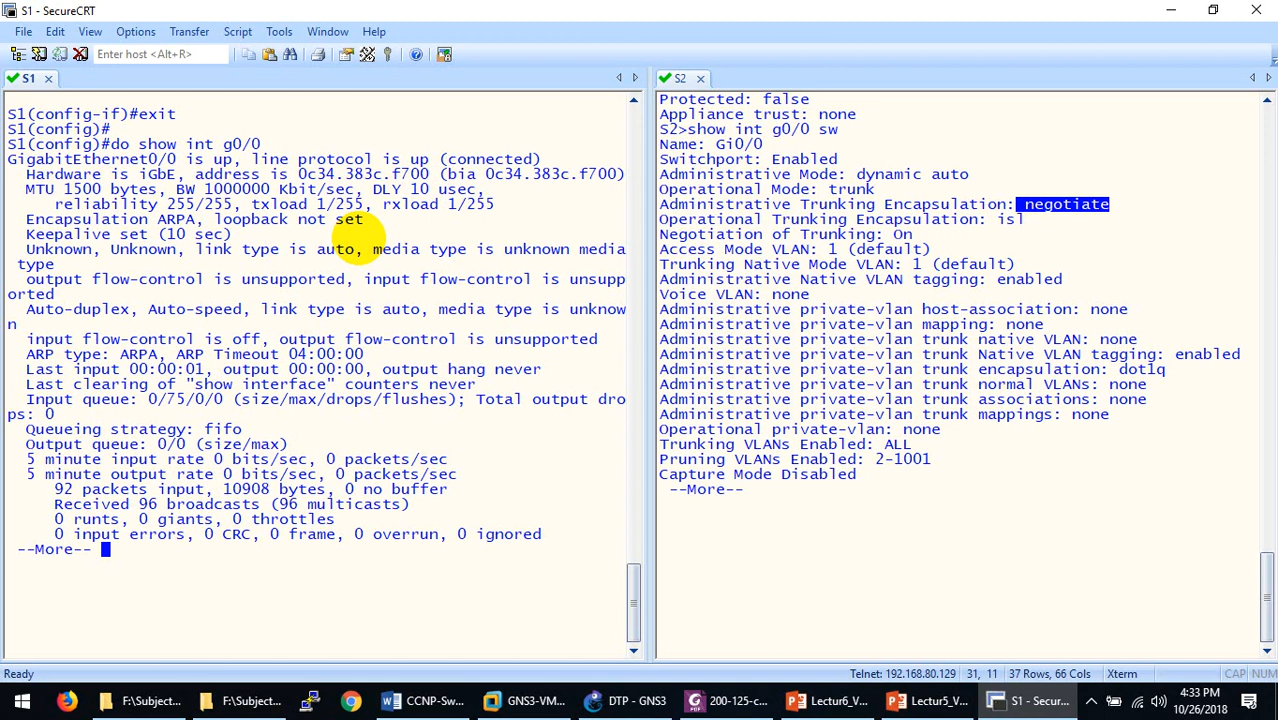 S1 - SecureCRT
File Edit View Options Transfer Script Tools Window Help
Enter host <Alt+R>
S1
S1(config-if)#exit
S1(config)#
S1(config)#do show int g0/0
GigabitEthernet0/0 is up, line protocol is up (connected)
Hardware is iGbE, address is 0c34.383c.f700 (bia 0c34.383c.f700)
MTU 1500 bytes, BW 1000000 Kbit/sec, DLY 10 usec,
reliability 255/255, txload 1/255, rxload 1/255
Encapsulation ARPA, loopback not set
Keepalive set (10 sec)
Unknown, Unknown, link type is auto, media type is unknown media
type
output flow-control is unsupported, input flow-control is unsupp
orted
Auto-duplex, Auto-speed, link type is auto, media type is unknow
n
input flow-control is off, output flow-control is unsupported
ARP type: ARPA, ARP Timeout 04:00:00
Last input 00:00:01, output 00:00:00, output hang never
Last clearing of "show interface" counters never
Input queue: 0/75/0/0 (size/max/drops/flushes); Total output dro
ps: 0
Queueing strategy: fifo
Output queue: 0/0 (size/max)
5 minute input rate 0 bits/sec, 0 packets/sec
5 minute output rate 0 bits/sec, 0 packets/sec
92 packets input, 10908 bytes, 0 no buffer
Received 96 broadcasts (96 multicasts)
0 runts, 0 giants, 0 throttles
0 input errors, 0 CRC, 0 frame, 0 overrun, 0 ignored
--More--
S2
Protected: false
Appliance trust: none
S2>show int g0/0 sw
Name: Gi0/0
Switchport: Enabled
Administrative Mode: dynamic auto
Operational Mode: trunk
Administrative Trunking Encapsulation: negotiate
Operational Trunking Encapsulation: isl
Negotiation of Trunking: On
Access Mode VLAN: 1 (default)
Trunking Native Mode VLAN: 1 (default)
Administrative Native VLAN tagging: enabled
Voice VLAN: none
Administrative private-vlan host-association: none
Administrative private-vlan mapping: none
Administrative private-vlan trunk native VLAN: none
Administrative private-vlan trunk Native VLAN tagging: enabled
Administrative private-vlan trunk encapsulation: dot1q
Administrative private-vlan trunk normal VLANs: none
Administrative private-vlan trunk associations: none
Administrative private-vlan trunk mappings: none
Operational private-vlan: none
Trunking VLANs Enabled: ALL
Pruning VLANs Enabled: 2-1001
Capture Mode Disabled
--More--
Ready Telnet: 192.168.80.129 31, 11 37 Rows, 66 Cols Xterm CAP NUM
F:\Subject... F:\Subject... CCNP-Sw... GNS3-VM... DTP - GNS3 200-125-c... Lectur6_V... Lectur5_V... S1 - Secur... 4:33 PM
10/26/2018